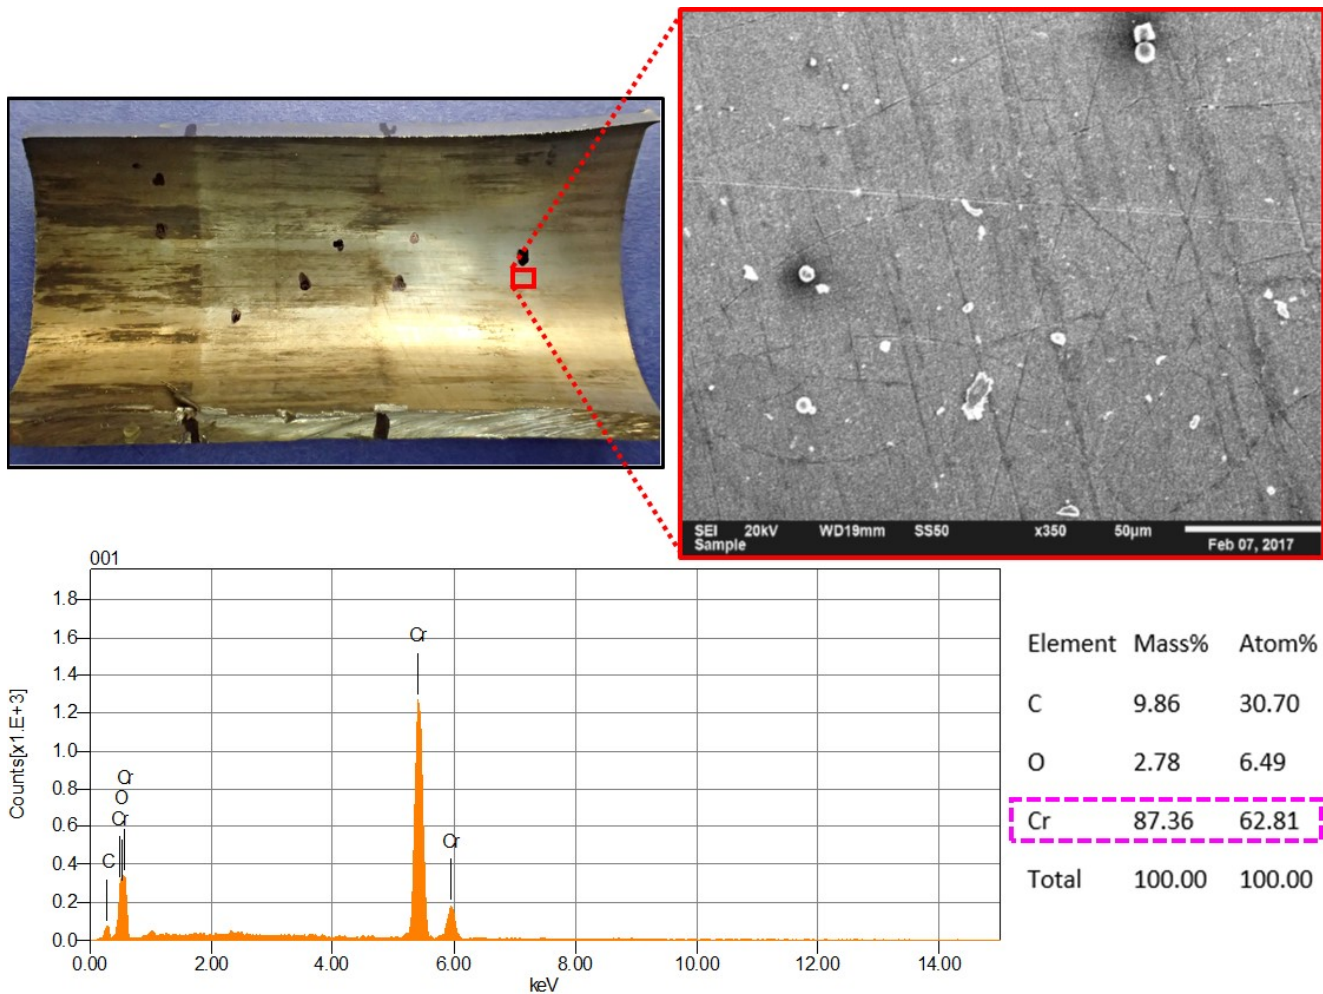 SEI 20kV WD19mm SS50 x350 50µm
Sample Feb 07, 2017
001
Counts[x1.E+3]
1.8
1.6
1.4
1.2
1.0
0.8
0.6
0.4
0.2
0.0
C
Cr
O
Cr
Cr
Cr
0.00 2.00 4.00 6.00 8.00 10.00 12.00 14.00
keV
Element Mass% Atom%
C 9.86 30.70
O 2.78 6.49
Cr 87.36 62.81
Total 100.00 100.00